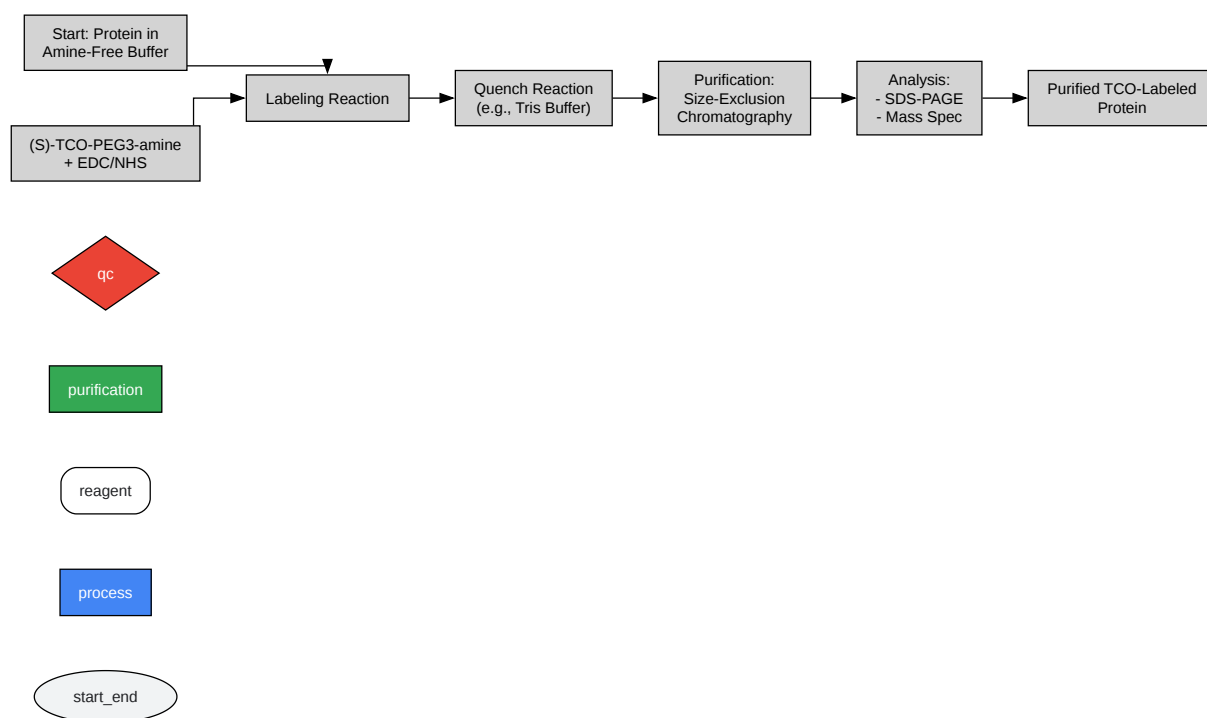 Start: Protein in
Amine-Free Buffer
(S)-TCO-PEG3-amine
+ EDC/NHS
Labeling Reaction
Quench Reaction
(e.g., Tris Buffer)
Purification:
Size-Exclusion
Chromatography
Analysis:
- SDS-PAGE
- Mass Spec
Purified TCO-Labeled
Protein
qc
purification
reagent
process
start_end